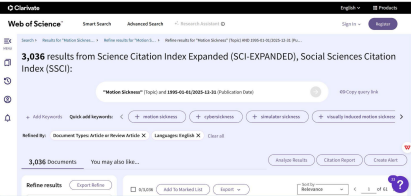 Clarivate
English Products
Web of Science™ Smart Search Advanced Search Research Assistant Sign In Register
MENU
Search > Results for "Motion Sicknes... > Refine results for "Motion S... > Refine results for "Motion Sickness" (Topic) AND 1995-01-01/2025-12-31 (Pu...
3,036 results from Science Citation Index Expanded (SCI-EXPANDED), Social Sciences Citation
Index (SSCI):
"Motion Sickness" (Topic) and 1995-01-01/2025-12-31 (Publication Date)
Copy query link
+ Add Keywords Quick add keywords: < + motion sickness + cybersickness + simulator sickness + visually induced motion sickness >
Refined By: Document Types: Article or Review Article × Languages: English × Clear all
3,036 Documents You may also like...
Analyze Results Citation Report Create Alert
Refine results Export Refine
0/3,036 Add To Marked List Export
Sort by
Relevance
< 1 of 61 >